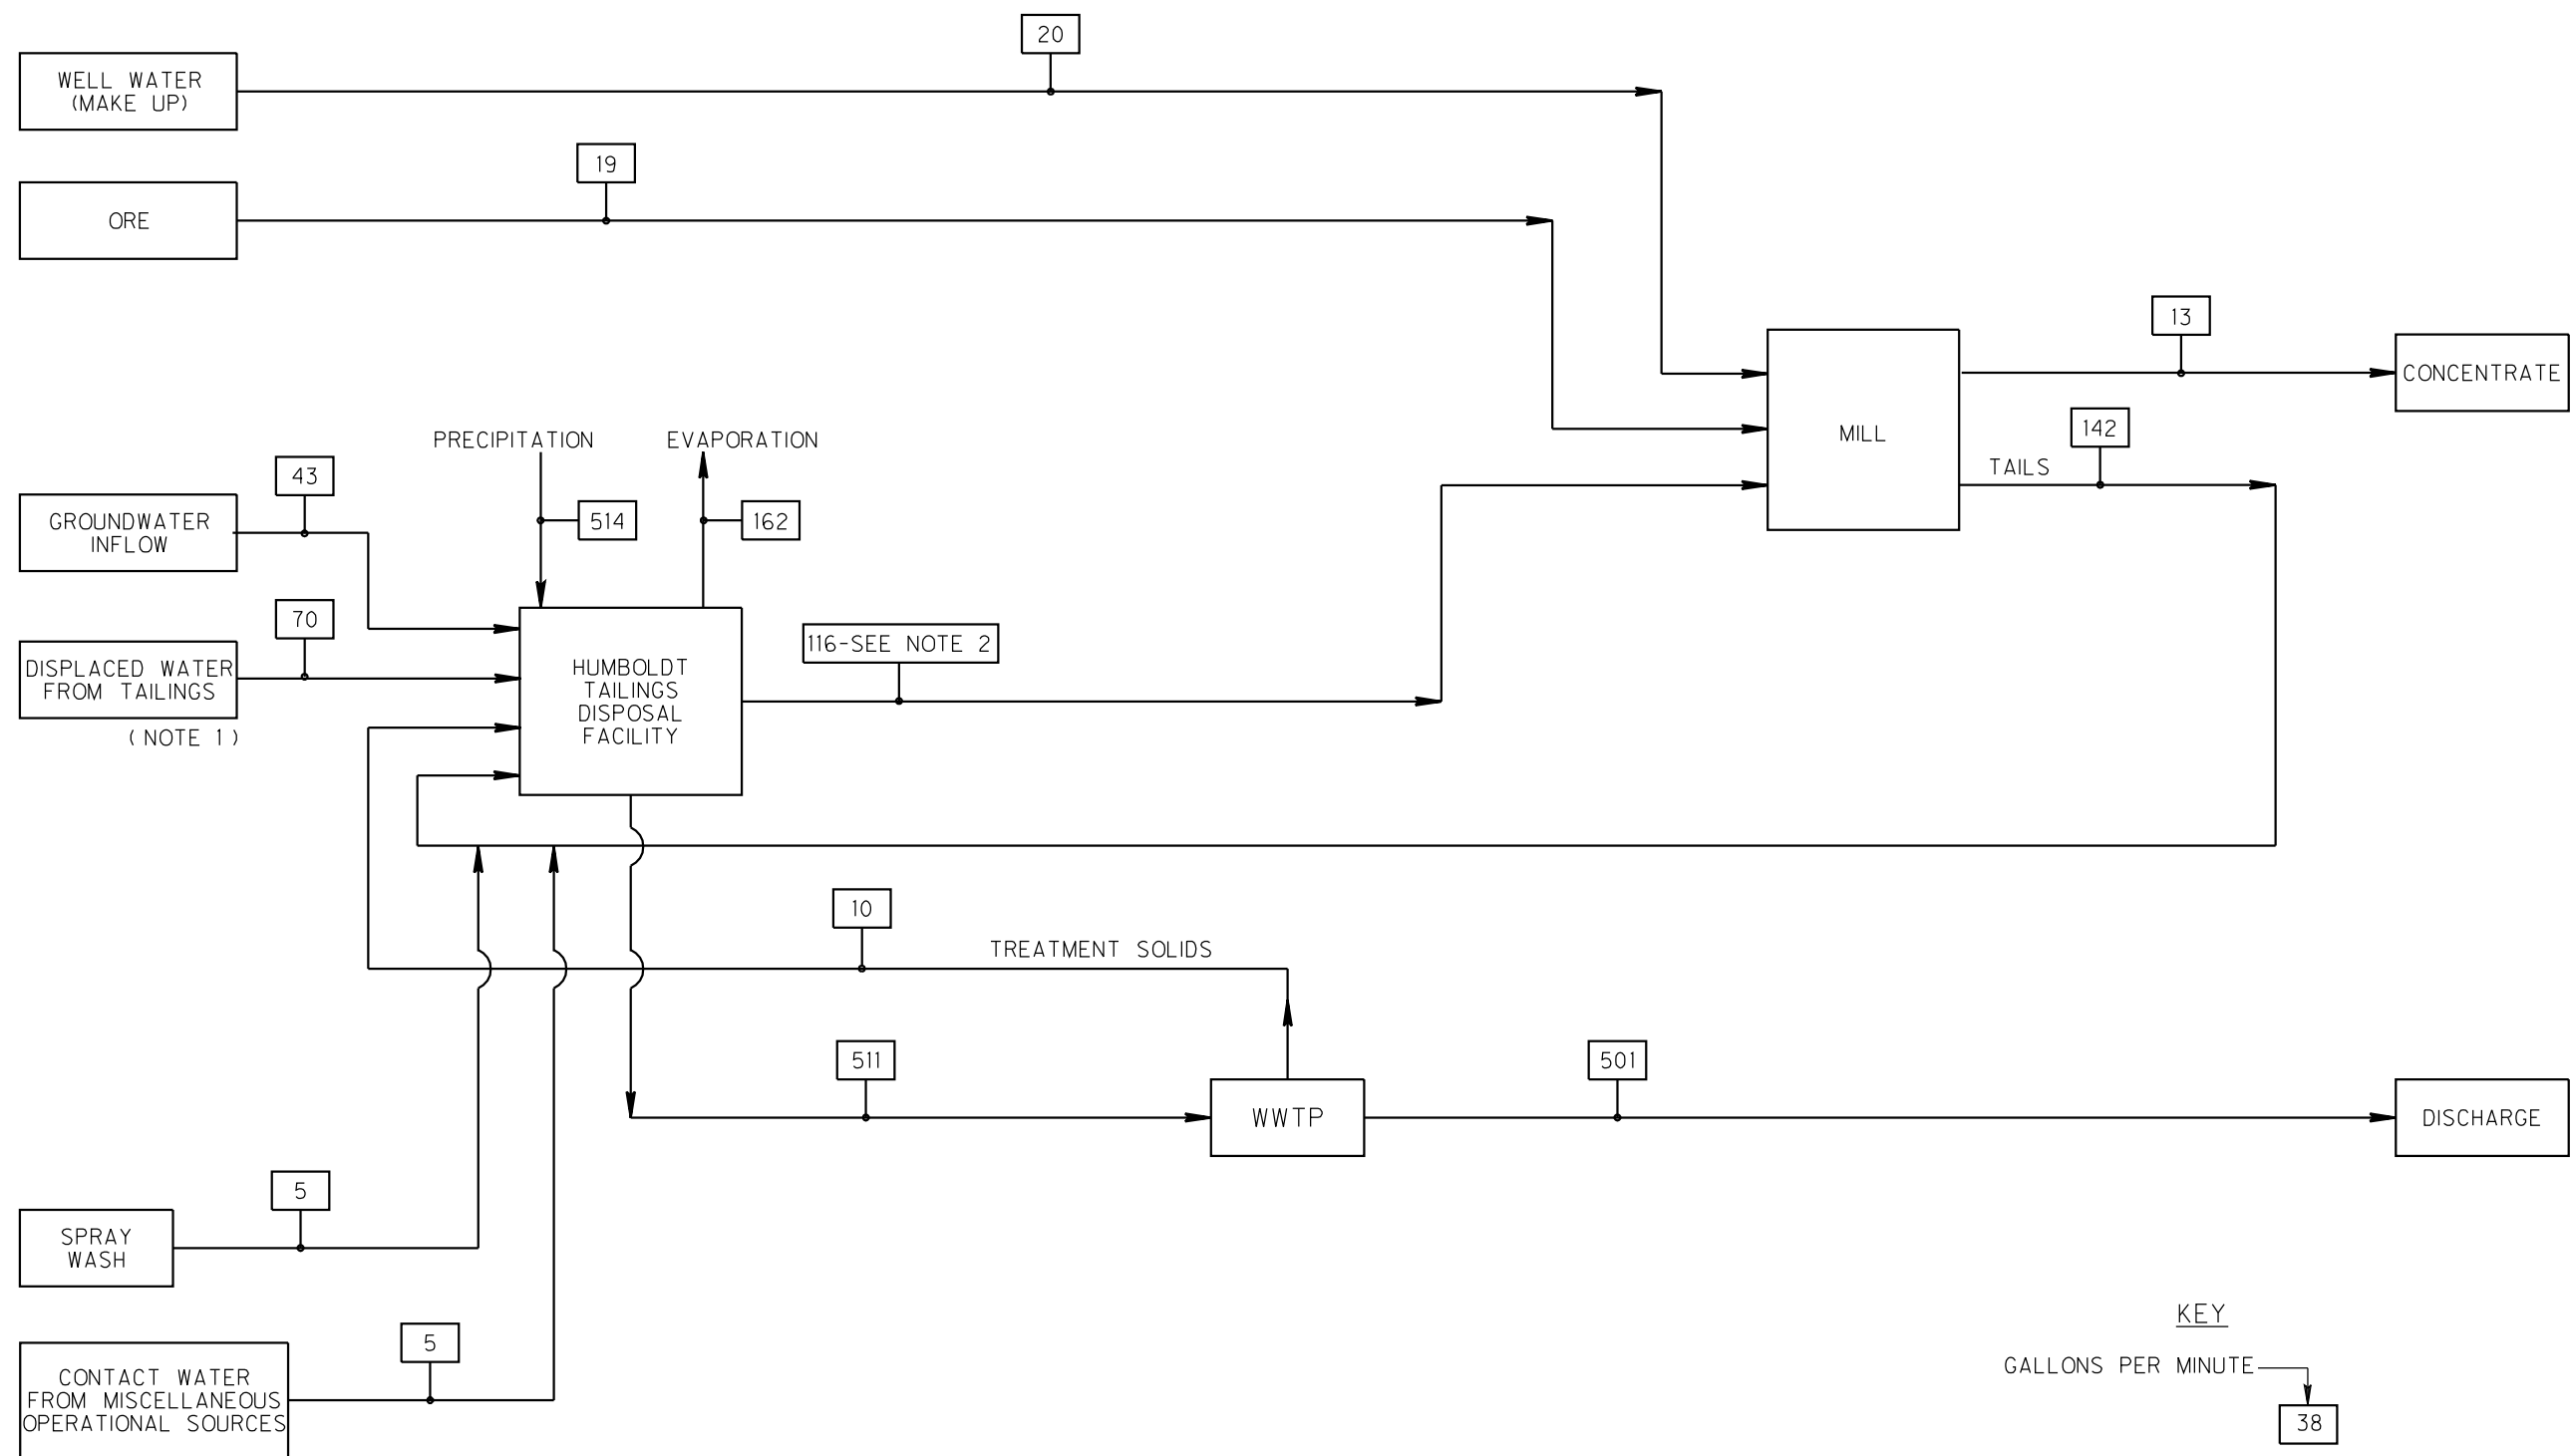 20
WELL WATER
(MAKE UP)
19
ORE
13
CONCENTRATE
142
MILL
TAILS
PRECIPITATION
EVAPORATION
43
514
162
GROUNDWATER
INFLOW
70
116-SEE NOTE 2
DISPLACED WATER
FROM TAILINGS
(NOTE 1)
HUMBOLDT
TAILINGS
DISPOSAL
FACILITY
10
TREATMENT SOLIDS
511
501
WWTP
DISCHARGE
5
SPRAY
WASH
5
CONTACT WATER
FROM MISCELLANEOUS
OPERATIONAL SOURCES
KEY
GALLONS PER MINUTE
38